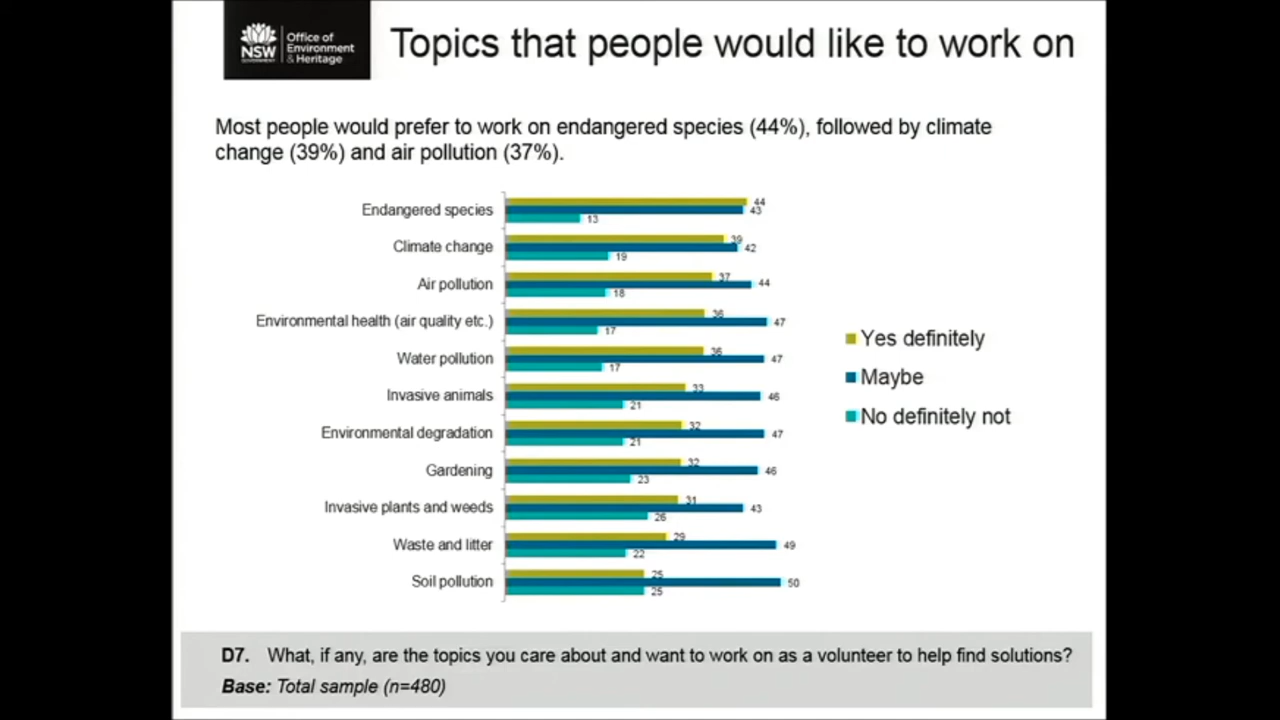 NSW
GOVERNMENT
Office of
Environment
& Heritage
Topics that people would like to work on
Most people would prefer to work on endangered species (44%), followed by climate
change (39%) and air pollution (37%).
Endangered species
44
43
13
Climate change
39
42
19
Air pollution
37
44
18
Environmental health (air quality etc.)
36
47
17
Water pollution
36
47
17
Invasive animals
33
46
21
Environmental degradation
32
47
21
Gardening
32
46
23
Invasive plants and weeds
31
43
26
Waste and litter
29
49
22
Soil pollution
25
50
25
Yes definitely
Maybe
No definitely not
D7. What, if any, are the topics you care about and want to work on as a volunteer to help find solutions?
Base: Total sample (n=480)